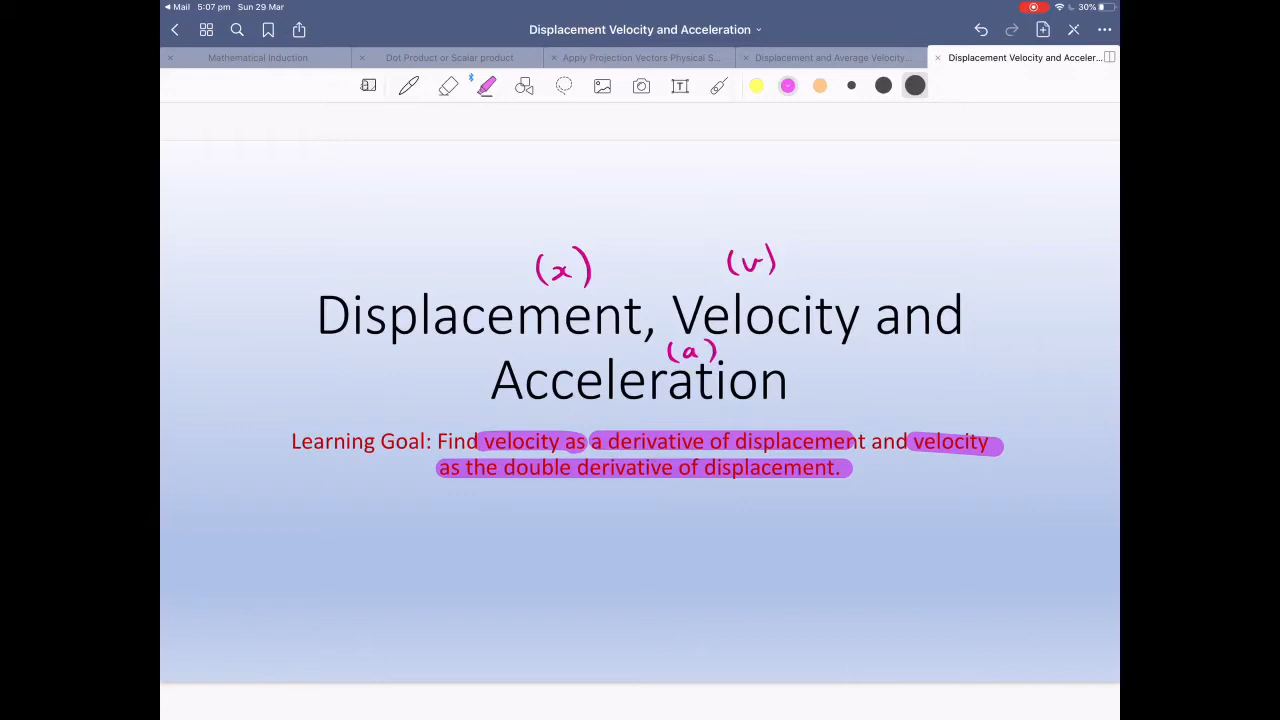 Mail 5:07 pm Sun 29 Mar 30%
Displacement Velocity and Acceleration
Mathematical Induction
Dot Product or Scalar product
Apply Projection Vectors Physical S...
Displacement and Average Velocity...
Displacement Velocity and Acceler...
T
(x) (v)
Displacement, Velocity and
(a)
Acceleration
Learning Goal: Find velocity as a derivative of displacement and velocity
as the double derivative of displacement.